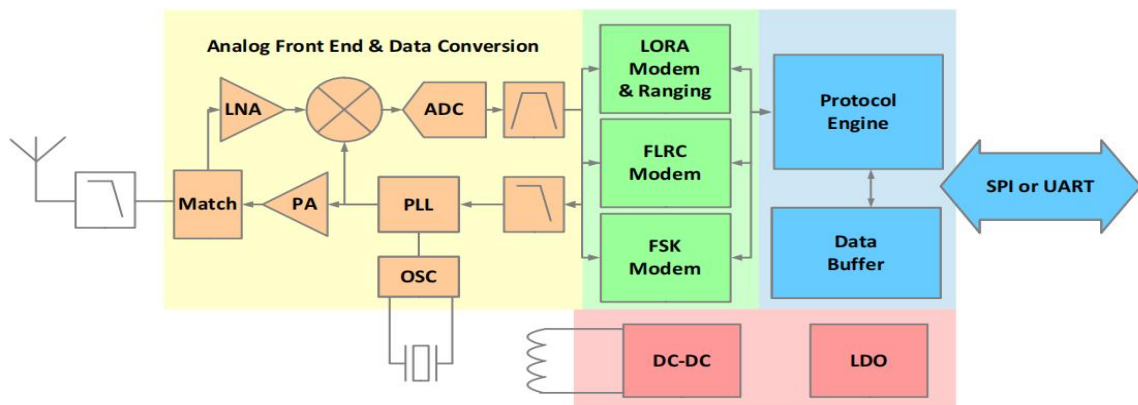 Analog Front End & Data Conversion
LNA
ADC
Match
PA
PLL
OSC
LORA
Modem
& Ranging
FLRC
Modem
FSK
Modem
Protocol
Engine
Data
Buffer
SPI or UART
DC-DC
LDO